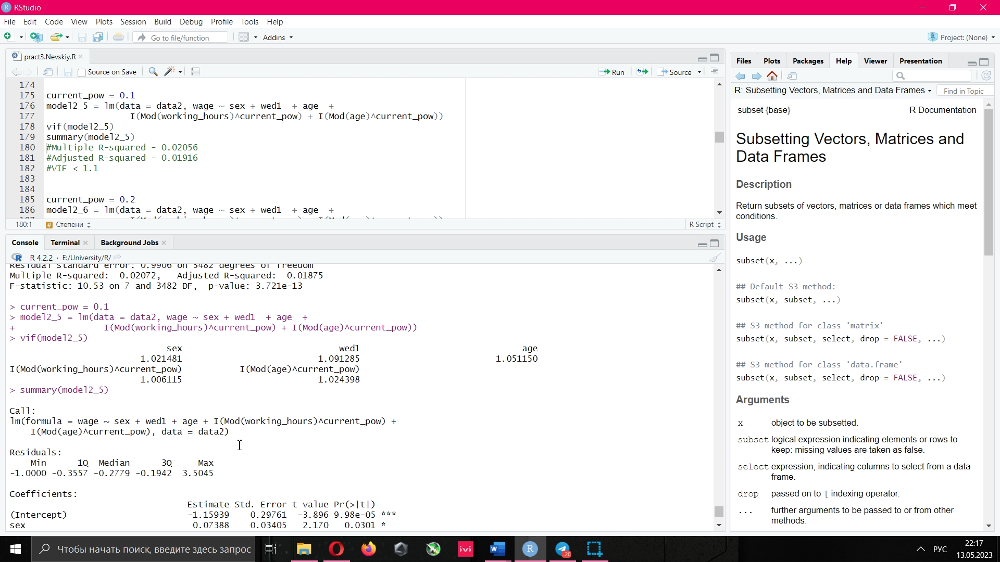 RStudio
File Edit Code View Plots Session Build Debug Profile Tools Help
Go to file/function Addins Project: (None)
pract3.Nevskiy.R
Source on Save Run Source
174
175 current_pow = 0.1
176 model2_5 = lm(data = data2, wage ~ sex + wed1 + age +
177 I(Mod(working_hours)^current_pow) + I(Mod(age)^current_pow))
178 vif(model2_5)
179 summary(model2_5)
180 #Multiple R-squared - 0.02056
181 #Adjusted R-squared - 0.01916
182 #VIF < 1.1
183
184
185 current_pow = 0.2
186 model2_6 = lm(data = data2, wage ~ sex + wed1 + age +
180:1 # Степени R Script
Console Terminal Background Jobs
R 4.2.2 · E:/University/R/
Residual standard error: 0.9906 on 3482 degrees of freedom
Multiple R-squared: 0.02072, Adjusted R-squared: 0.01875
F-statistic: 10.53 on 7 and 3482 DF, p-value: 3.721e-13
> current_pow = 0.1
> model2_5 = lm(data = data2, wage ~ sex + wed1 + age +
+ I(Mod(working_hours)^current_pow) + I(Mod(age)^current_pow))
> vif(model2_5)
sex wed1 age
1.021481 1.091285 1.051150
I(Mod(working_hours)^current_pow) I(Mod(age)^current_pow)
1.006115 1.024398
> summary(model2_5)
Call:
lm(formula = wage ~ sex + wed1 + age + I(Mod(working_hours)^current_pow) +
I(Mod(age)^current_pow), data = data2)
Residuals:
Min 1Q Median 3Q Max
-1.0000 -0.3557 -0.2779 -0.1942 3.5045
Coefficients:
Estimate Std. Error t value Pr(>|t|)
(Intercept) -1.15939 0.29761 -3.896 9.98e-05 ***
sex 0.07388 0.03405 2.170 0.0301 *
Files Plots Packages Help Viewer Presentation
R: Subsetting Vectors, Matrices and Data Frames Find in Topic
subset {base} R Documentation
Subsetting Vectors, Matrices and
Data Frames
Description
Return subsets of vectors, matrices or data frames which meet
conditions.
Usage
subset(x, ...)
## Default S3 method:
subset(x, subset, ...)
## S3 method for class 'matrix'
subset(x, subset, select, drop = FALSE, ...)
## S3 method for class 'data.frame'
subset(x, subset, select, drop = FALSE, ...)
Arguments
x object to be subsetted.
subset logical expression indicating elements or rows to
keep: missing values are taken as false.
select expression, indicating columns to select from a data
frame.
drop passed on to [ indexing operator.
... further arguments to be passed to or from other
methods.
Чтобы начать поиск, введите здесь запрос
ivi W R 20
РУС 22:17
13.05.2023